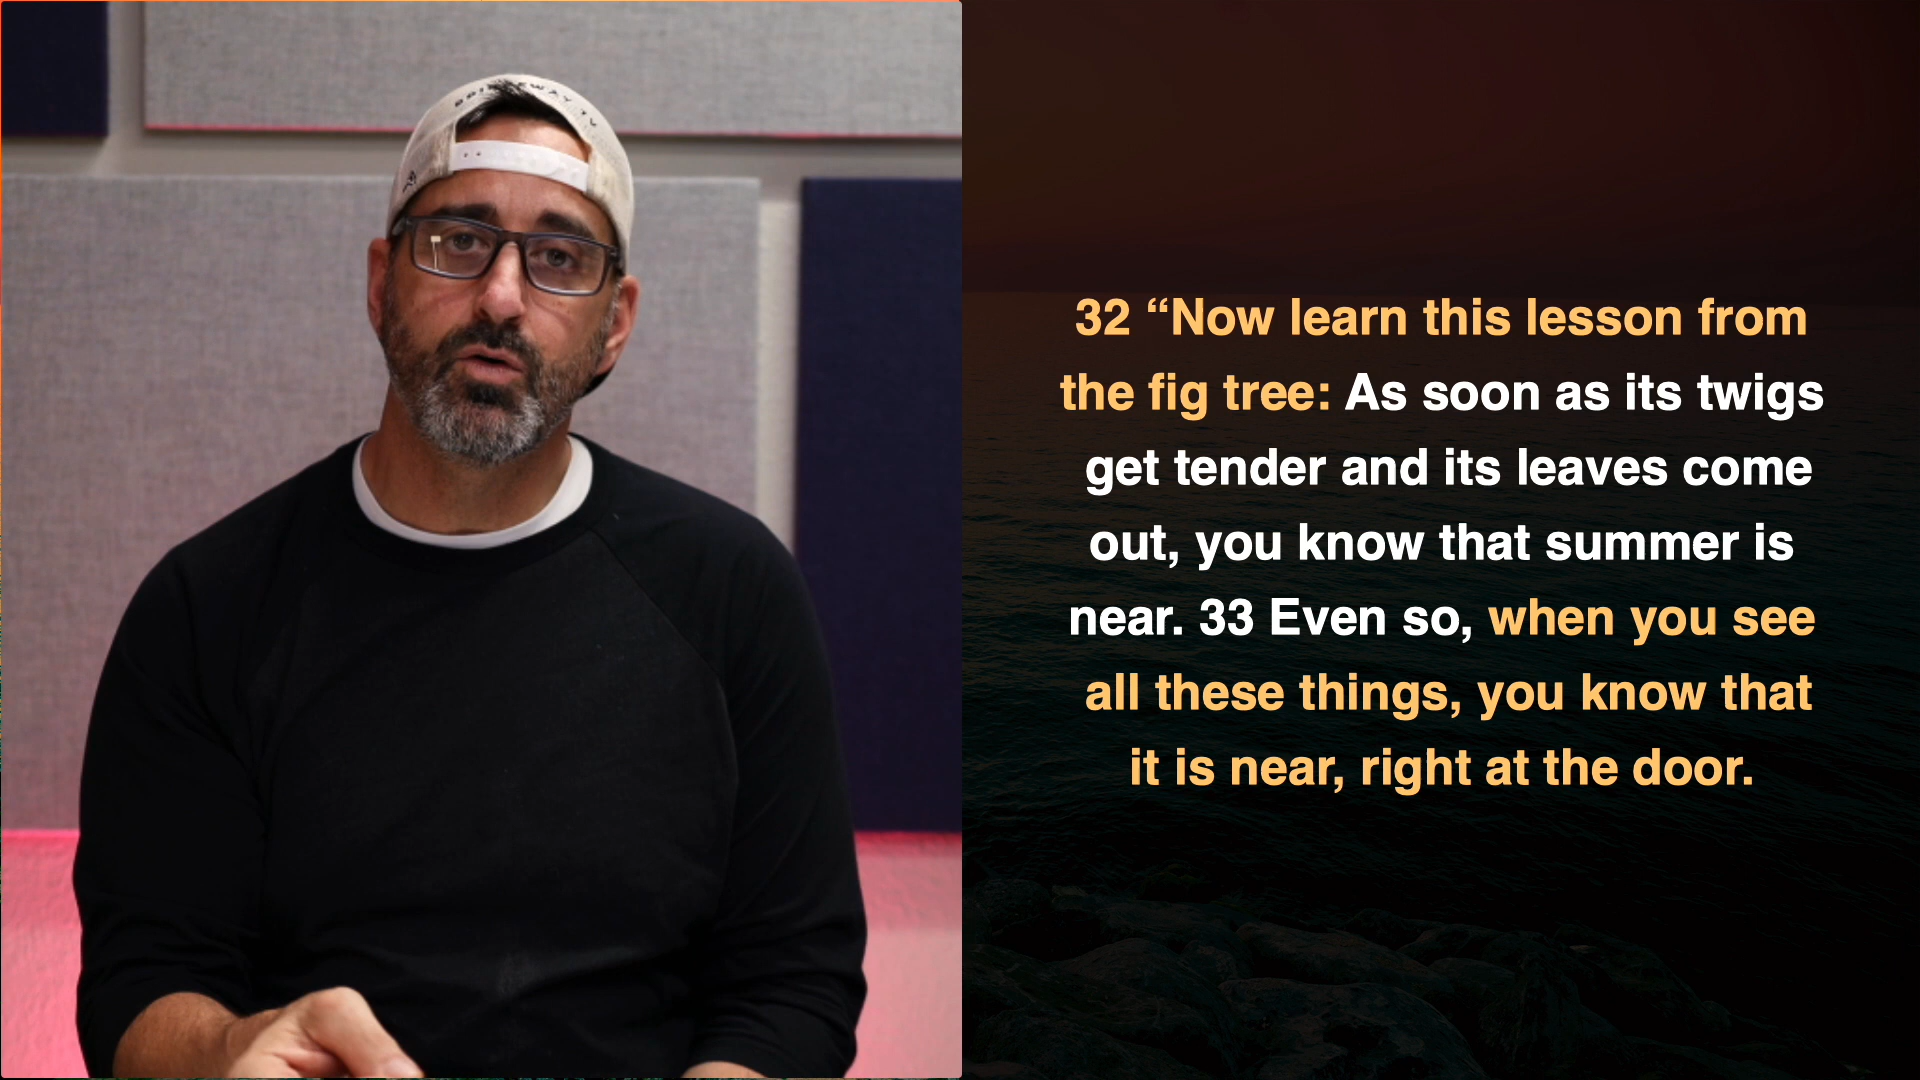 32 “Now learn this lesson from
the fig tree: As soon as its twigs
get tender and its leaves come
out, you know that summer is
near. 33 Even so, when you see
all these things, you know that
it is near, right at the door.